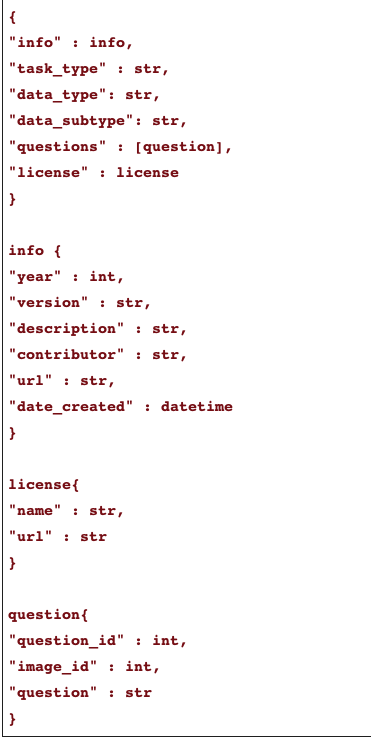 {
"info" : info,
"task_type" : str,
"data_type": str,
"data_subtype": str,
"questions" : [question],
"license" : license
}
info {
"year" : int,
"version" : str,
"description" : str,
"contributor" : str,
"url" : str,
"date_created" : datetime
}
license{
"name" : str,
"url" : str
}
question{
"question_id" : int,
"image_id" : int,
"question" : str
}